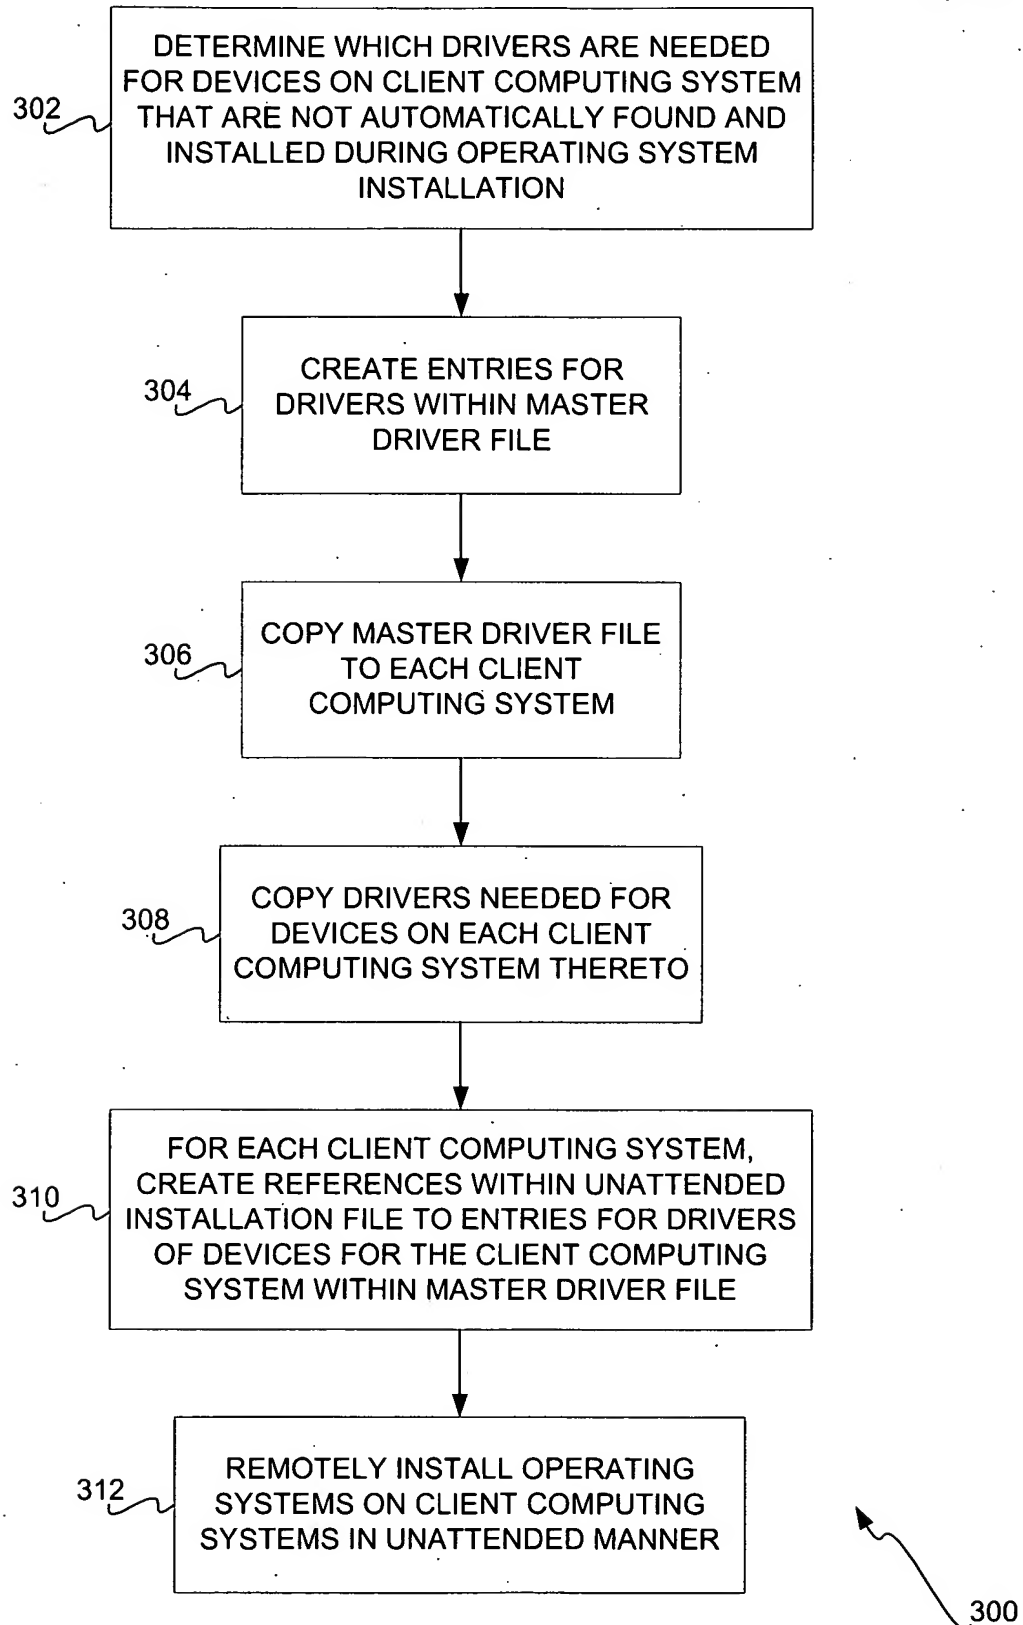 DETERMINE WHICH DRIVERS ARE NEEDED
FOR DEVICES ON CLIENT COMPUTING SYSTEM
THAT ARE NOT AUTOMATICALLY FOUND AND
INSTALLED DURING OPERATING SYSTEM
INSTALLATION
302
CREATE ENTRIES FOR
DRIVERS WITHIN MASTER
DRIVER FILE
304
COPY MASTER DRIVER FILE
TO EACH CLIENT
COMPUTING SYSTEM
306
COPY DRIVERS NEEDED FOR
DEVICES ON EACH CLIENT
COMPUTING SYSTEM THERETO
308
FOR EACH CLIENT COMPUTING SYSTEM,
CREATE REFERENCES WITHIN UNATTENDED
INSTALLATION FILE TO ENTRIES FOR DRIVERS
OF DEVICES FOR THE CLIENT COMPUTING
SYSTEM WITHIN MASTER DRIVER FILE
310
REMOTELY INSTALL OPERATING
SYSTEMS ON CLIENT COMPUTING
SYSTEMS IN UNATTENDED MANNER
312
300